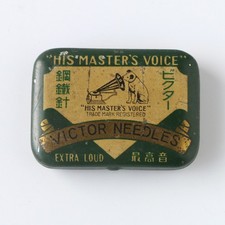 "HIS MASTER'S VOICE"
鋼鐵針
ビクター
"HIS MASTER'S VOICE"
TRADE MARK REGISTERED
VICTOR NEEDLES
EXTRA LOUD
最高音